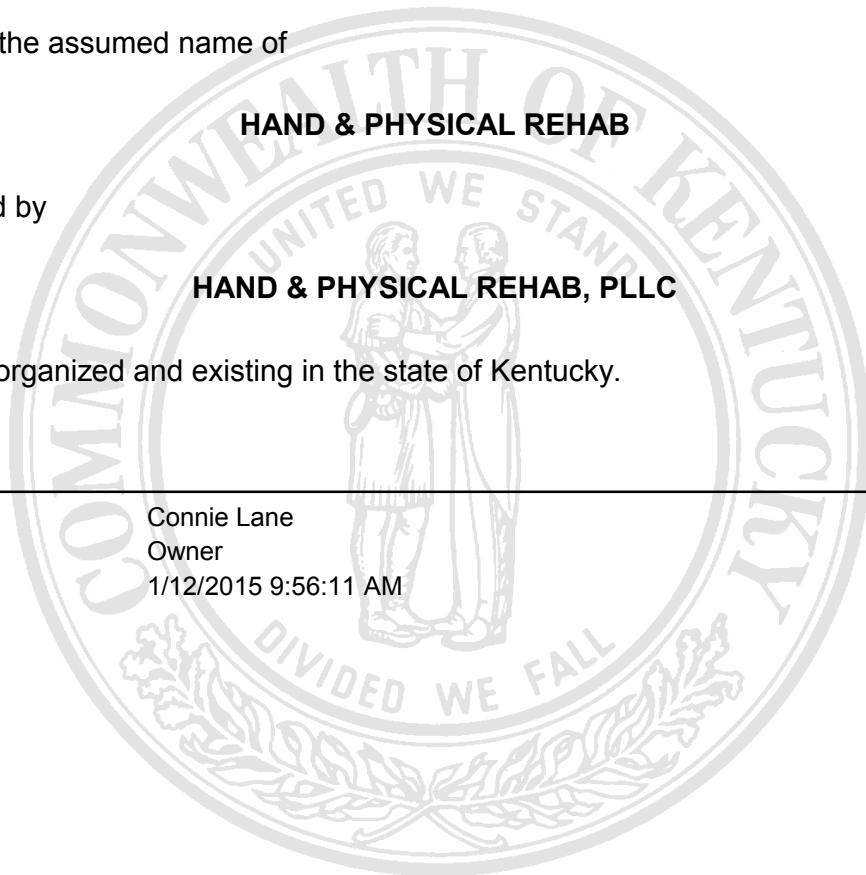 the assumed name of
HAND & PHYSICAL REHAB
d by
HAND & PHYSICAL REHAB, PLLC
organized and existing in the state of Kentucky.
Connie Lane
Owner
1/12/2015 9:56:11 AM
COMMONWEALTH OF KENTUCKY
UNITED WE STAND
DIVIDED WE FALL